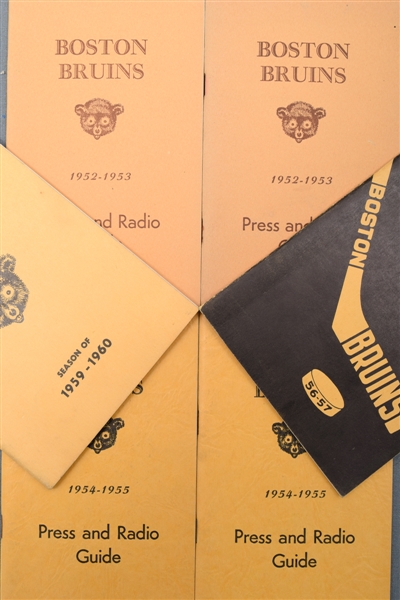 BOSTON
BRUINS
1952-1953
and Radio
BOSTON
BRUINS
1952-1953
Press and
SEASON OF
1959-1960
BOSTON
BRUINS
56-57
1954-1955
Press and Radio
Guide
1954-1955
Press and Radio
Guide